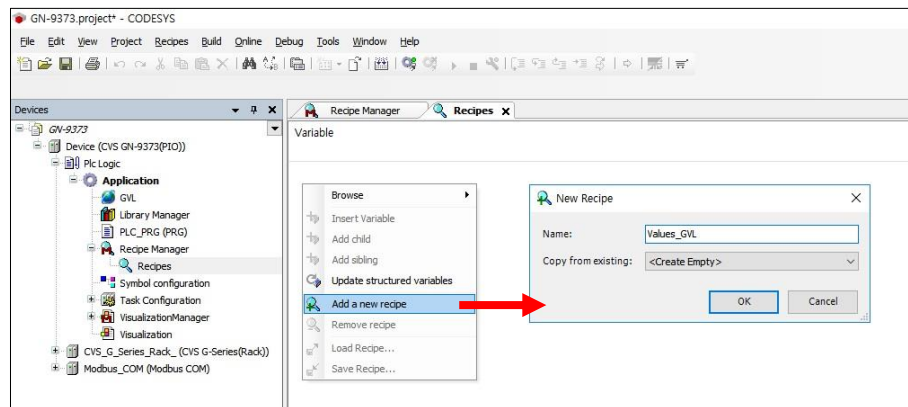 GN-9373.project* - CODESYS
File Edit View Project Recipes Build Online Debug Tools Window Help
Devices
GN-9373
Device (CVS GN-9373(PIO))
Plc Logic
Application
GVL
Library Manager
PLC_PRG (PRG)
Recipe Manager
Recipes
Symbol configuration
Task Configuration
VisualizationManager
Visualization
CVS_G_Series_Rack_ (CVS G-Series(Rack))
Modbus_COM (Modbus COM)
Recipe Manager Recipes
Variable
Browse
Insert Variable
Add child
Add sibling
Update structured variables
Add a new recipe
Remove recipe
Load Recipe...
Save Recipe...
New Recipe
Name: Values_GVL
Copy from existing: <Create Empty>
OK Cancel